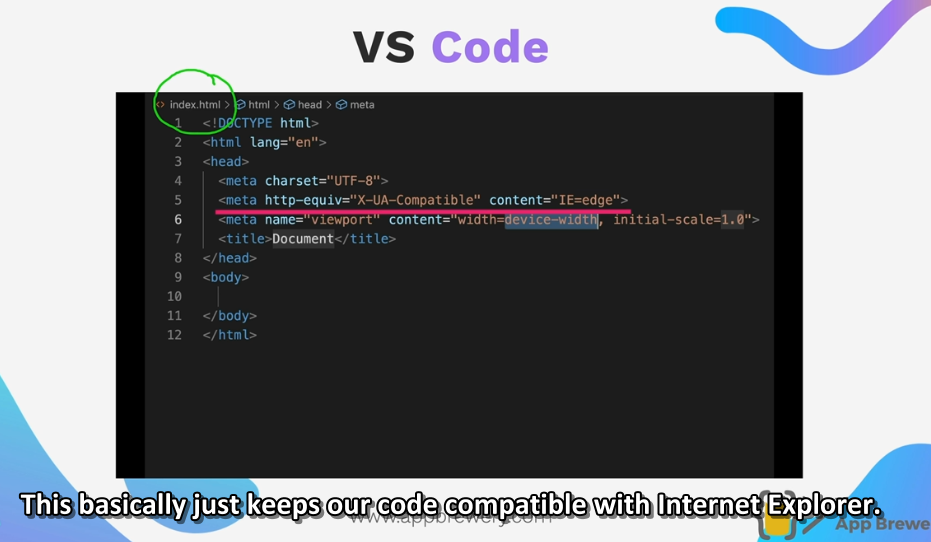 VS Code
index.html > html > head > meta
1 <!DOCTYPE html>
2 <html lang="en">
3 <head>
4 <meta charset="UTF-8">
5 <meta http-equiv="X-UA-Compatible" content="IE=edge">
6 <meta name="viewport" content="width=device-width, initial-scale=1.0">
7 <title>Document</title>
8 </head>
9 <body>
10
11 </body>
12 </html>
This basically just keeps our code compatible with Internet Explorer.
www.appbrewery.com
App Brewe